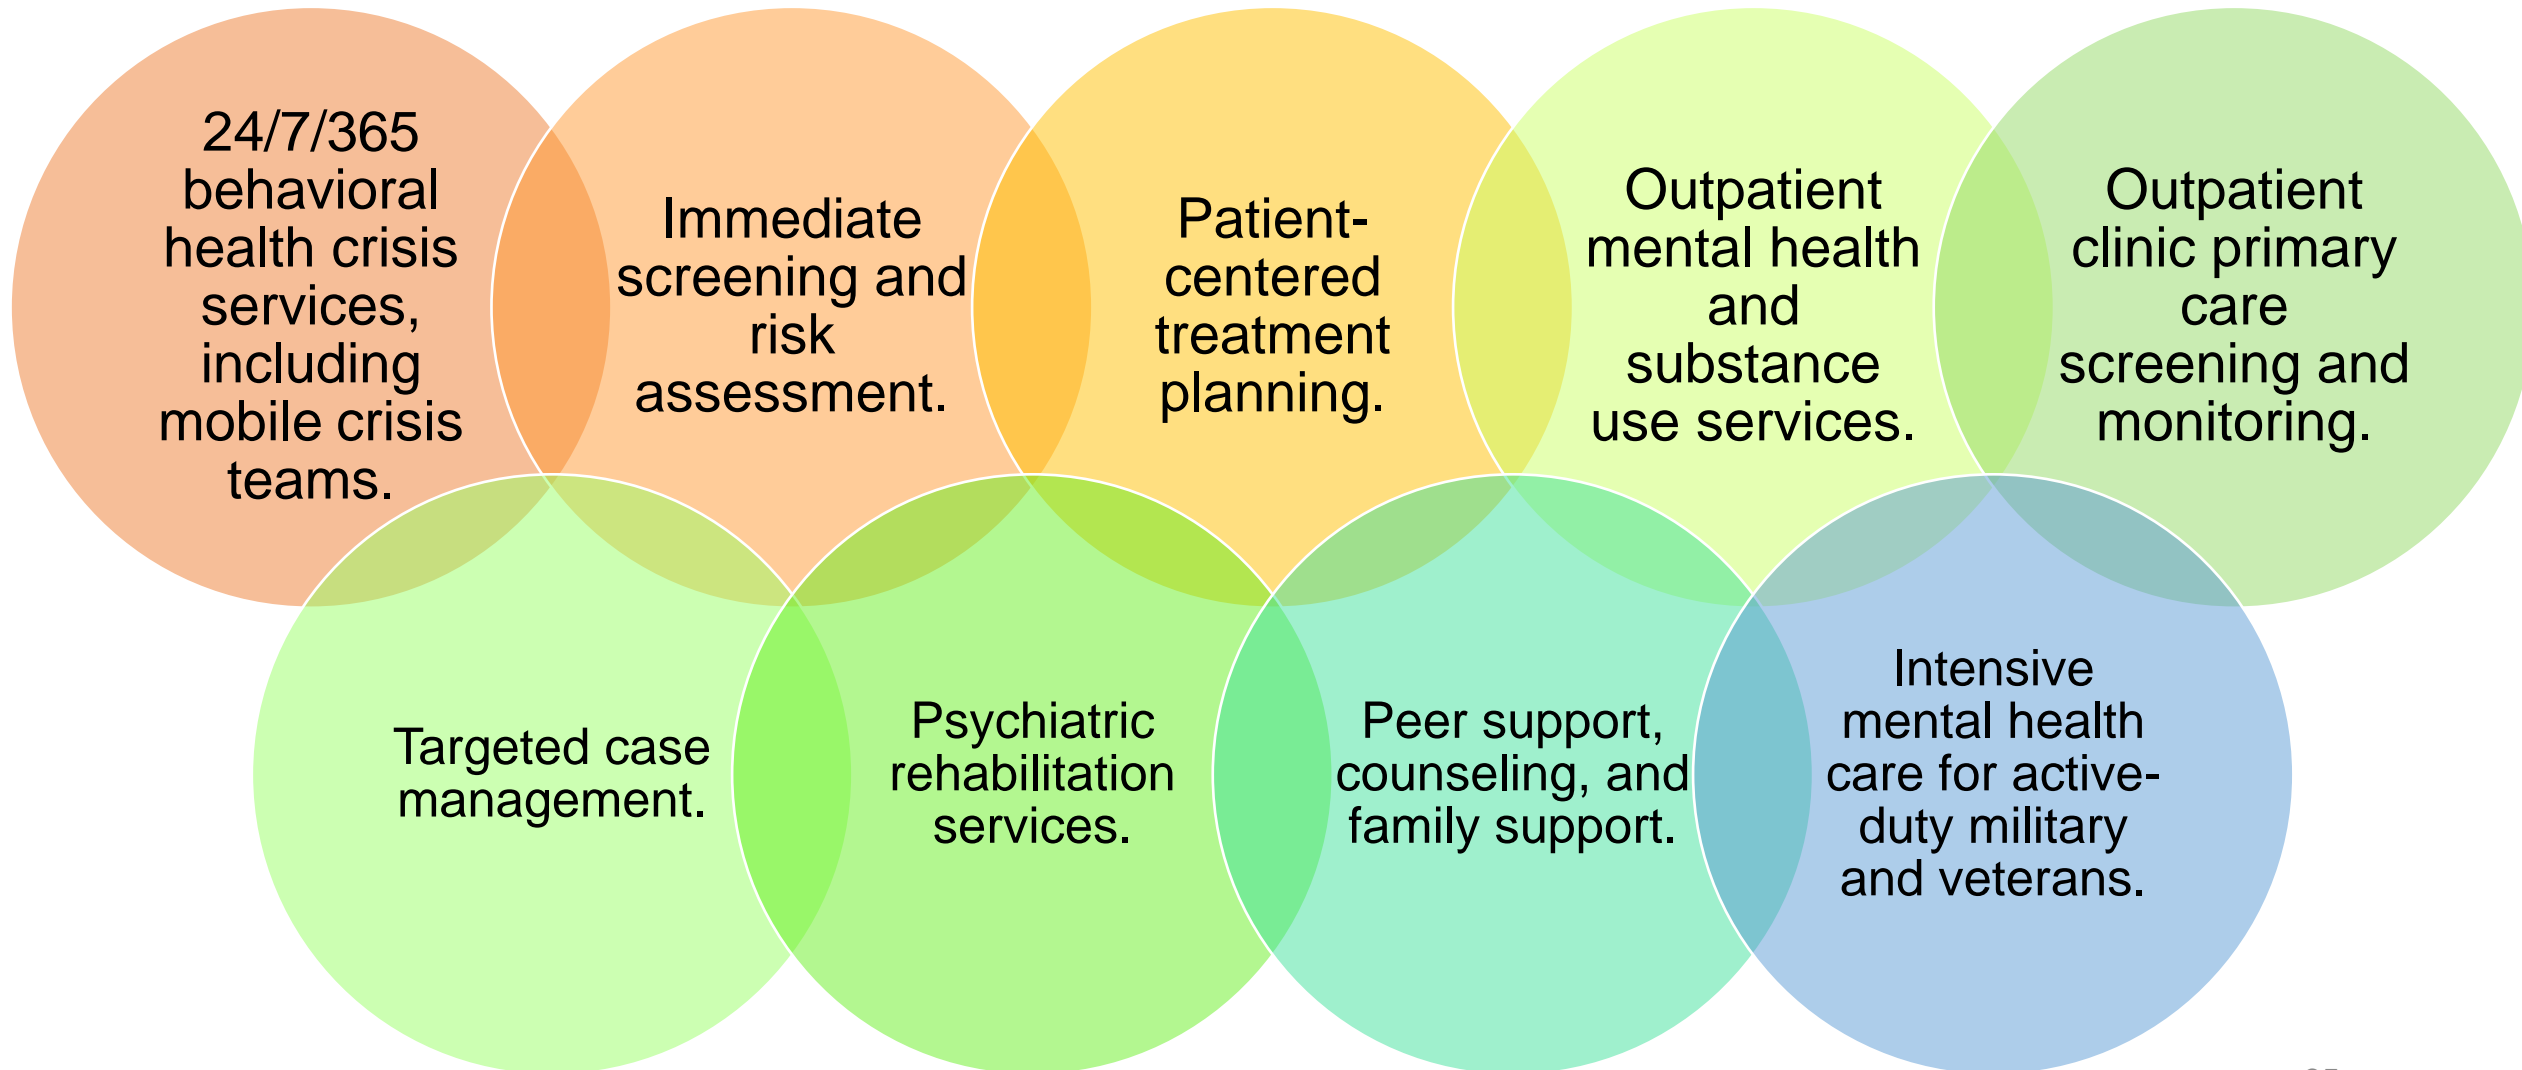 24/7/365
behavioral
health crisis
services,
including
mobile crisis
teams.
Immediate
screening and
risk
assessment.
Patient-
centered
treatment
planning.
Outpatient
mental health
and
substance
use services.
Outpatient
clinic primary
care
screening and
monitoring.
Targeted case
management.
Psychiatric
rehabilitation
services.
Peer support,
counseling, and
family support.
Intensive
mental health
care for active-
duty military
and veterans.